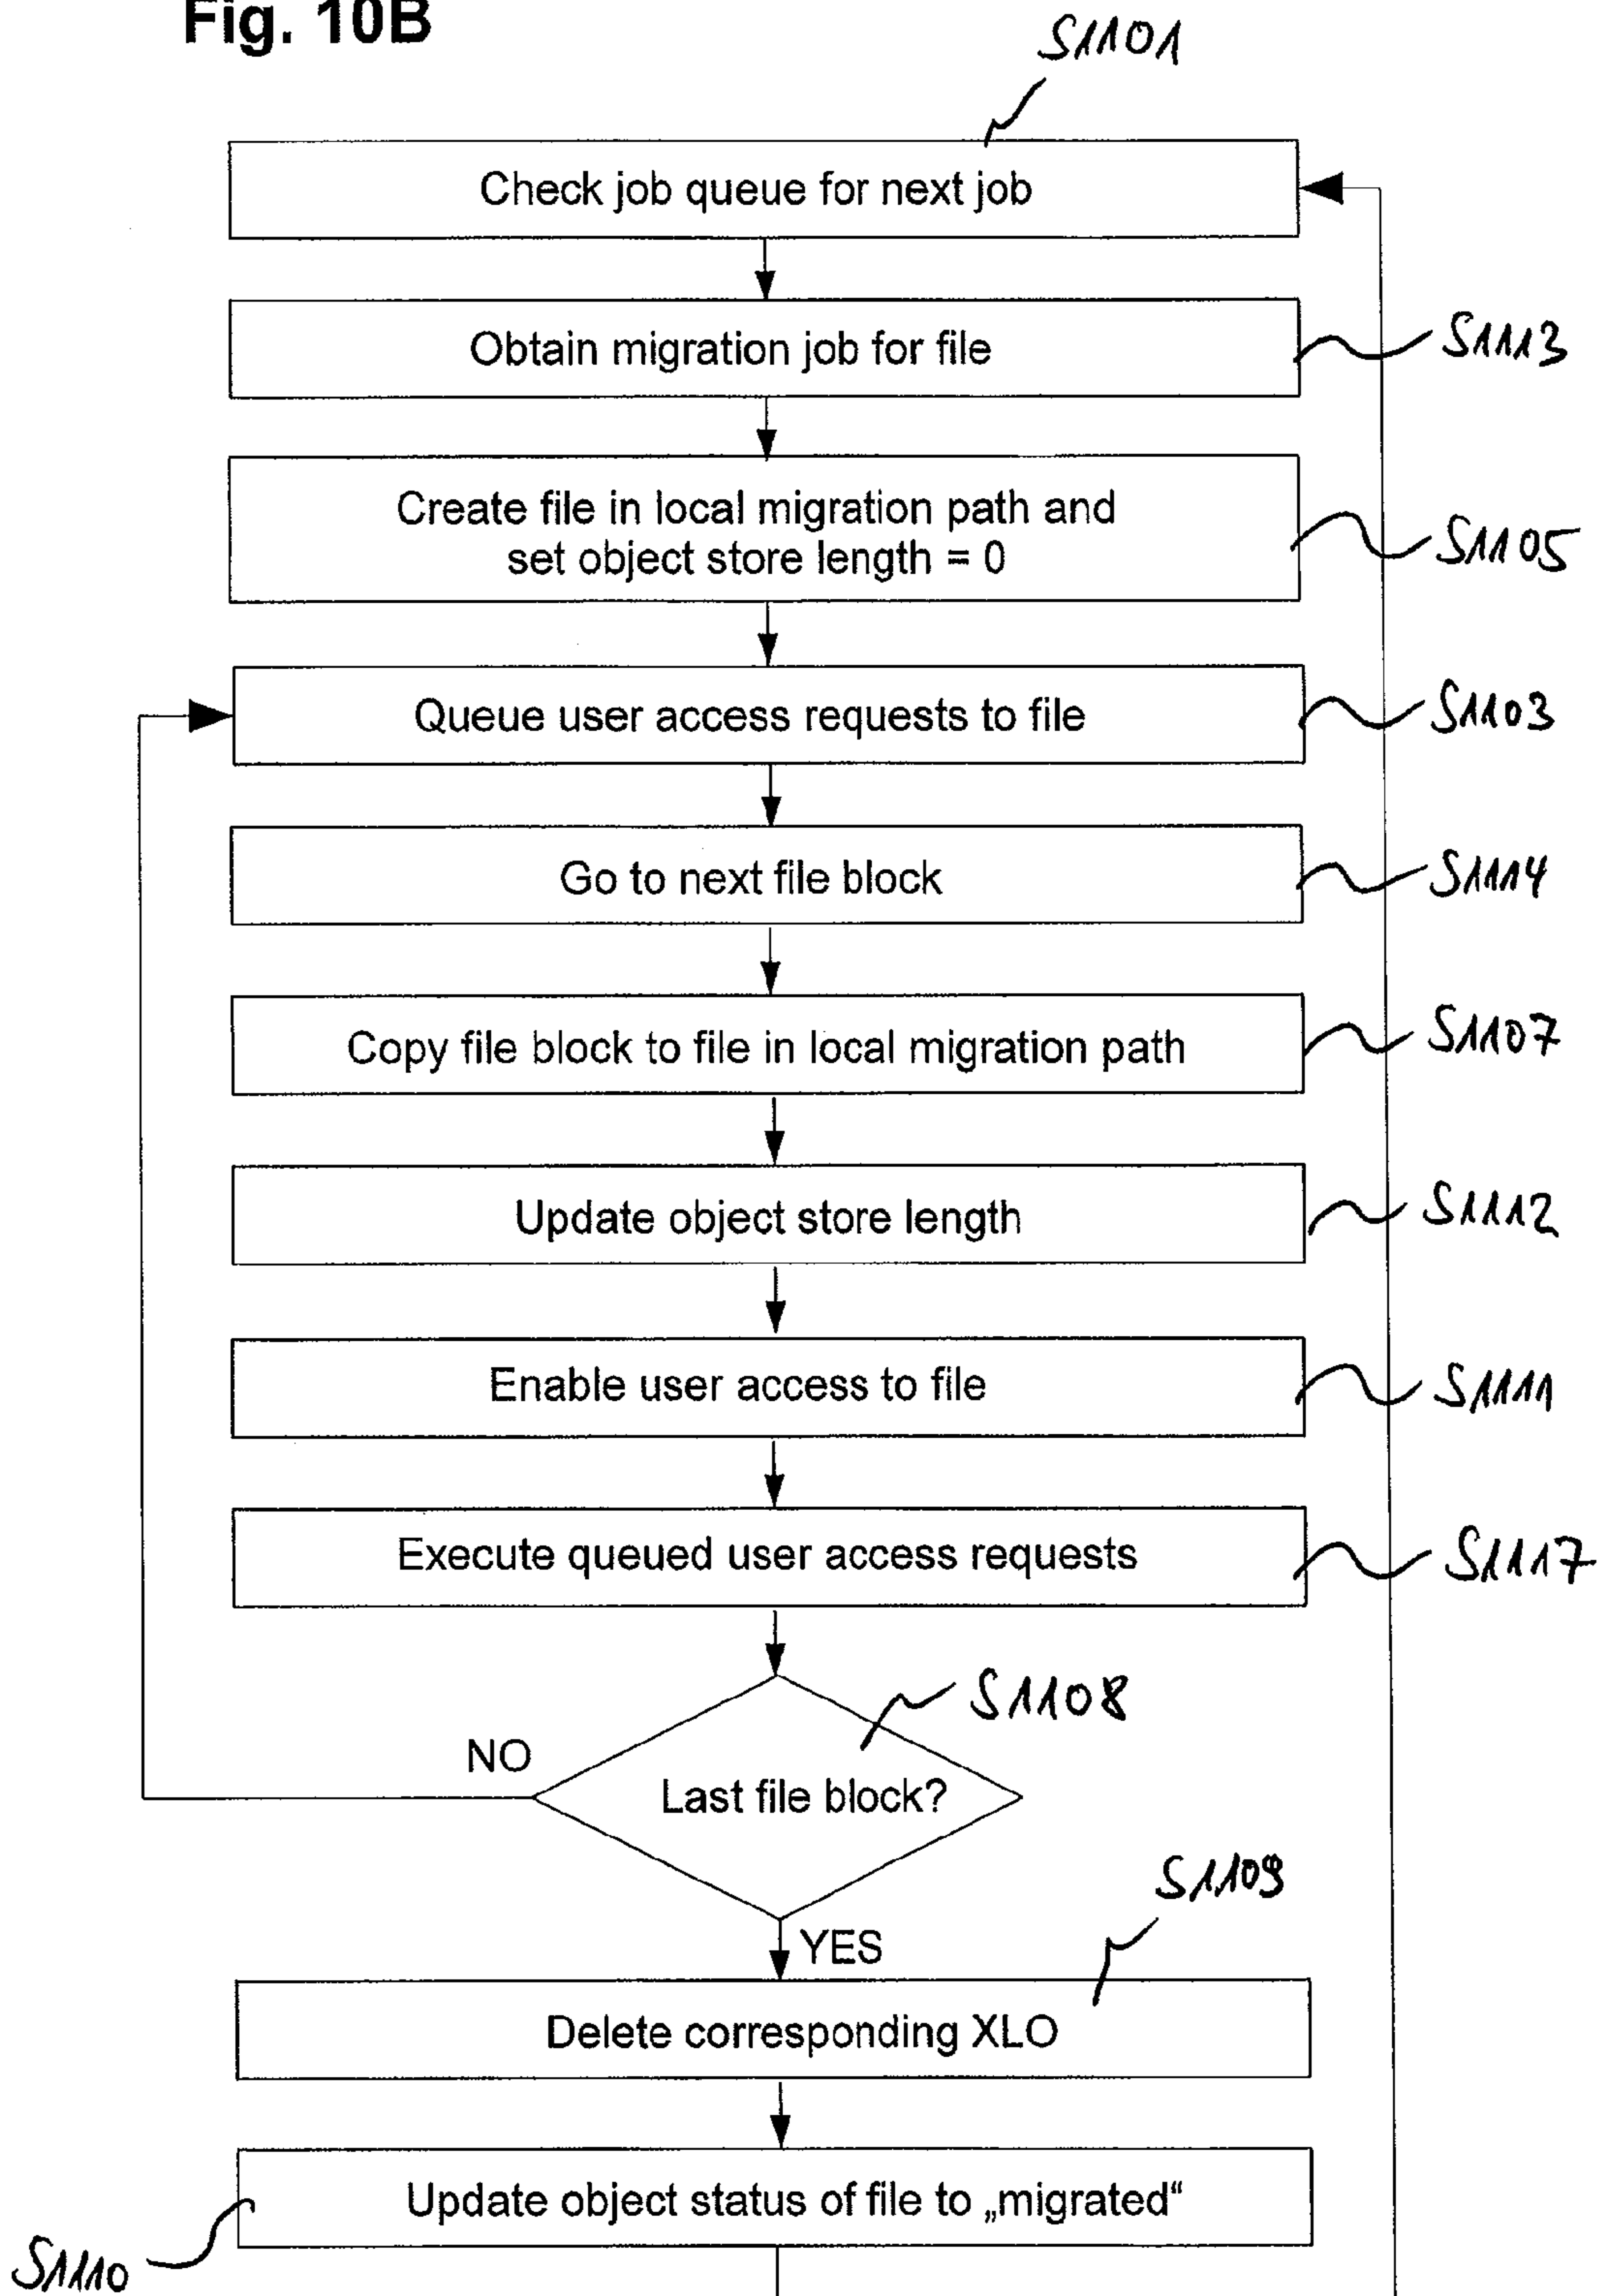 Fig. 10B
S1101
Check job queue for next job
Obtain migration job for file
S1113
Create file in local migration path and
set object store length = 0
S1105
Queue user access requests to file
S1103
Go to next file block
S1114
Copy file block to file in local migration path
S1107
Update object store length
S1112
Enable user access to file
S1111
Execute queued user access requests
S1117
S1108
NO
Last file block?
S1109
YES
Delete corresponding XLO
Update object status of file to „migrated“
S1110